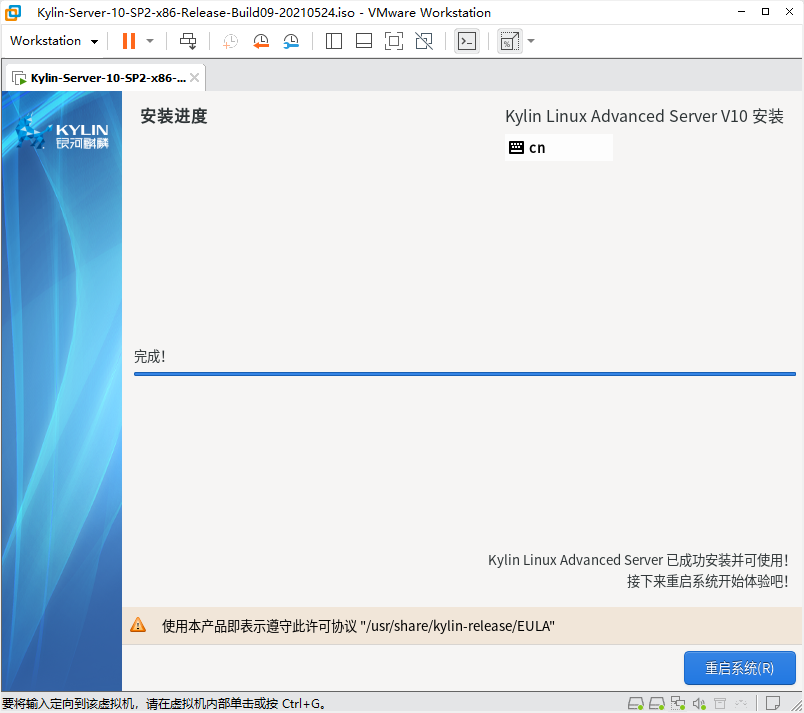 Kylin-Server-10-SP2-x86-Release-Build09-20210524.iso - VMware Workstation
Workstation
Kylin-Server-10-SP2-x86-...
KYLIN
银河麒麟
安装进度
Kylin Linux Advanced Server V10 安装
cn
完成!
Kylin Linux Advanced Server 已成功安装并可使用!
接下来重启系统开始体验吧!
使用本产品即表示遵守此许可协议 "/usr/share/kylin-release/EULA"
重启系统(R)
要将输入定向到该虚拟机，请在虚拟机内部单击或按 Ctrl+G。